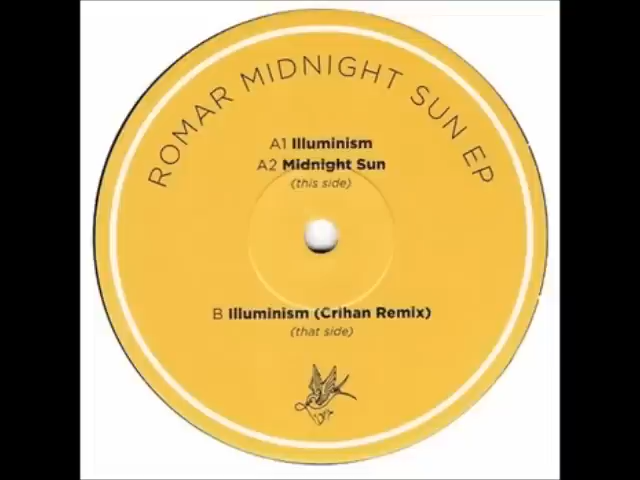 ROMAR MIDNIGHT SUN EP
A1 Illuminism
A2 Midnight Sun
(this side)
B Illuminism (Crihan Remix)
(that side)